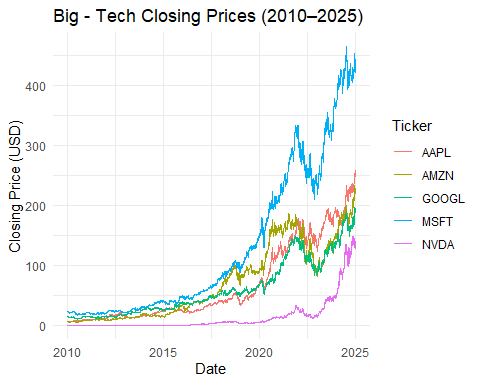 Big - Tech Closing Prices (2010–2025)
Closing Price (USD)
400
300
200
100
0
2010 2015 2020 2025
Date
Ticker
AAPL
AMZN
GOOGL
MSFT
NVDA